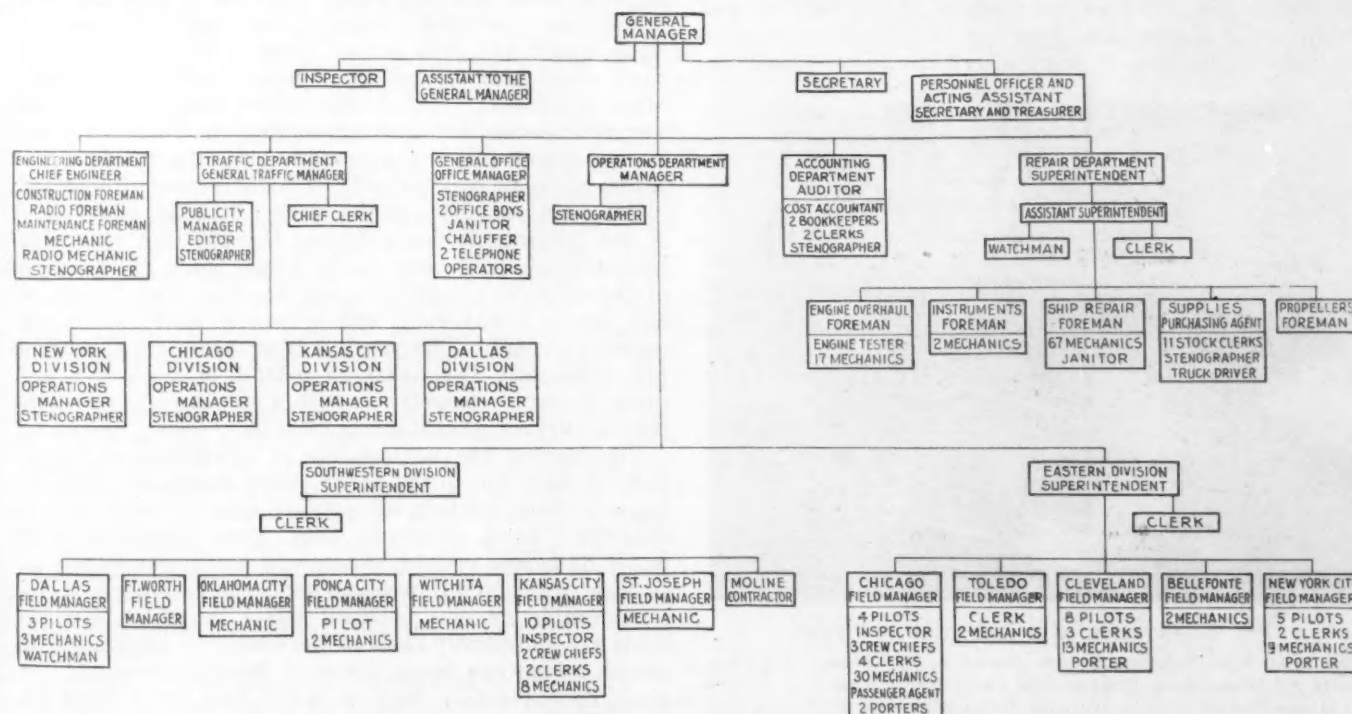 GENERAL
MANAGER
INSPECTOR
ASSISTANT TO THE
GENERAL MANAGER
SECRETARY
PERSONNEL OFFICER AND
ACTING ASSISTANT
SECRETARY AND TREASURER
ENGINEERING DEPARTMENT
CHIEF ENGINEER
CONSTRUCTION FOREMAN
RADIO FOREMAN
MAINTENANCE FOREMAN
MECHANIC
RADIO MECHANIC
STENOGRAPHER
TRAFFIC DEPARTMENT
GENERAL TRAFFIC MANAGER
PUBLICITY
MANAGER
EDITOR
STENOGRAPHER
CHIEF CLERK
GENERAL OFFICE
OFFICE MANAGER
STENOGRAPHER
2 OFFICE BOYS
JANITOR
CHAUFFER
2 TELEPHONE
OPERATORS
OPERATIONS DEPARTMENT
MANAGER
STENOGRAPHER
ACCOUNTING
DEPARTMENT
AUDITOR
COST ACCOUNTANT
2 BOOKKEEPERS
2 CLERKS
STENOGRAPHER
REPAIR DEPARTMENT
SUPERINTENDENT
ASSISTANT SUPERINTENDENT
WATCHMAN
CLERK
ENGINE OVERHAUL
FOREMAN
ENGINE TESTER
17 MECHANICS
INSTRUMENTS
FOREMAN
2 MECHANICS
SHIP REPAIR
FOREMAN
67 MECHANICS
JANITOR
SUPPLIES
PURCHASING AGENT
11 STOCK CLERKS
STENOGRAPHER
TRUCK DRIVER
PROPELLERS
FOREMAN
NEW YORK
DIVISION
OPERATIONS
MANAGER
STENOGRAPHER
CHICAGO
DIVISION
OPERATIONS
MANAGER
STENOGRAPHER
KANSAS CITY
DIVISION
OPERATIONS
MANAGER
STENOGRAPHER
DALLAS
DIVISION
OPERATIONS
MANAGER
STENOGRAPHER
SOUTHWESTERN DIVISION
SUPERINTENDENT
CLERK
EASTERN DIVISION
SUPERINTENDENT
CLERK
DALLAS
FIELD MANAGER
3 PILOTS
3 MECHANICS
WATCHMAN
FT. WORTH
FIELD
MANAGER
OKLAHOMA CITY
FIELD MANAGER
MECHANIC
PONCA CITY
FIELD MANAGER
PILOT
2 MECHANICS
WITCHITA
FIELD MANAGER
MECHANIC
KANSAS CITY
FIELD MANAGER
10 PILOTS
INSPECTOR
2 CREW CHIEFS
2 CLERKS
8 MECHANICS
ST. JOSEPH
FIELD MANAGER
MECHANIC
MOLINE
CONTRACTOR
CHICAGO
FIELD MANAGER
4 PILOTS
INSPECTOR
3 CREW CHIEFS
4 CLERKS
30 MECHANICS
PASSENGER AGENT
2 PORTERS
TOLEDO
FIELD MANAGER
CLERK
2 MECHANICS
CLEVELAND
FIELD MANAGER
8 PILOTS
3 CLERKS
13 MECHANICS
PORTER
BELLEFONTE
FIELD MANAGER
2 MECHANICS
NEW YORK CITY
FIELD MANAGER
5 PILOTS
2 CLERKS
9 MECHANICS
PORTER